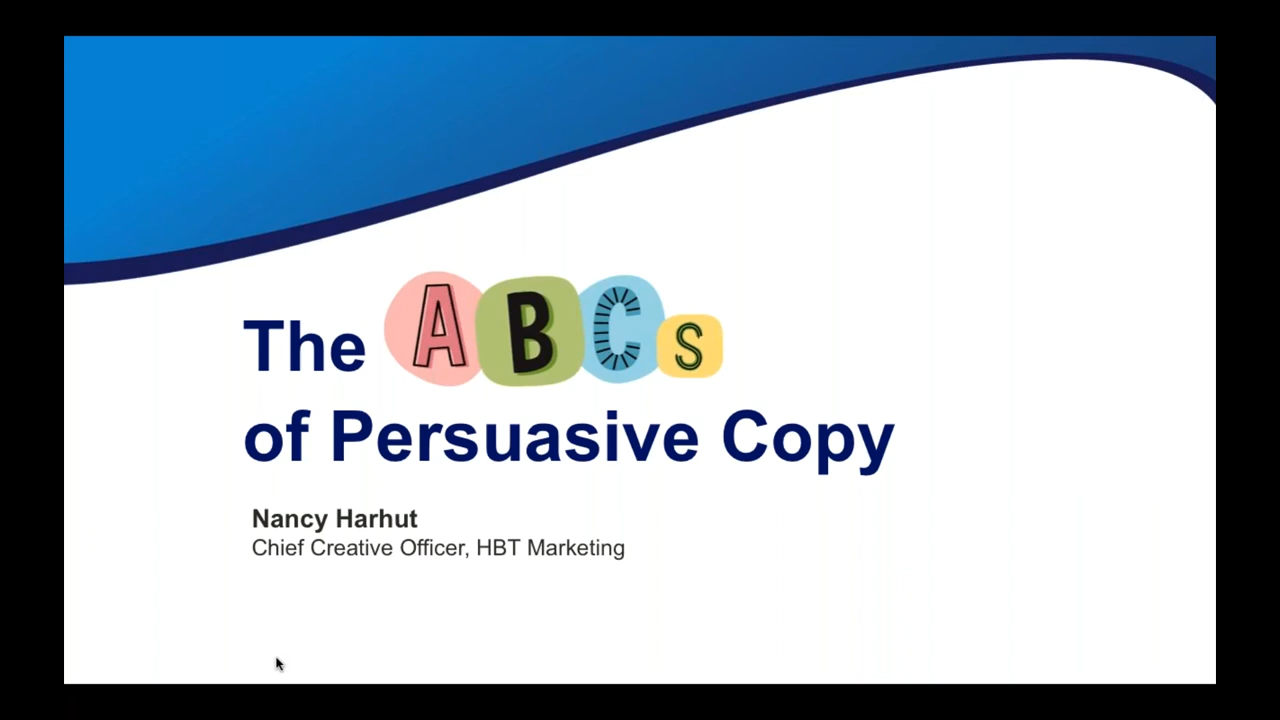 The ABCs
of Persuasive Copy
Nancy Harhut
Chief Creative Officer, HBT Marketing